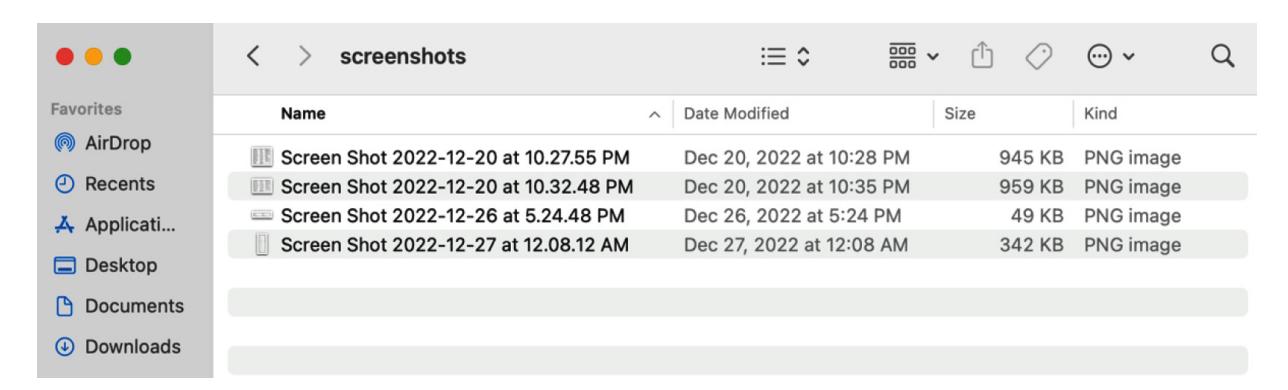 screenshots
Favorites
AirDrop
Recents
Applicati...
Desktop
Documents
Downloads
Name Date Modified Size Kind
Screen Shot 2022-12-20 at 10.27.55 PM Dec 20, 2022 at 10:28 PM 945 KB PNG image
Screen Shot 2022-12-20 at 10.32.48 PM Dec 20, 2022 at 10:35 PM 959 KB PNG image
Screen Shot 2022-12-26 at 5.24.48 PM Dec 26, 2022 at 5:24 PM 49 KB PNG image
Screen Shot 2022-12-27 at 12.08.12 AM Dec 27, 2022 at 12:08 AM 342 KB PNG image